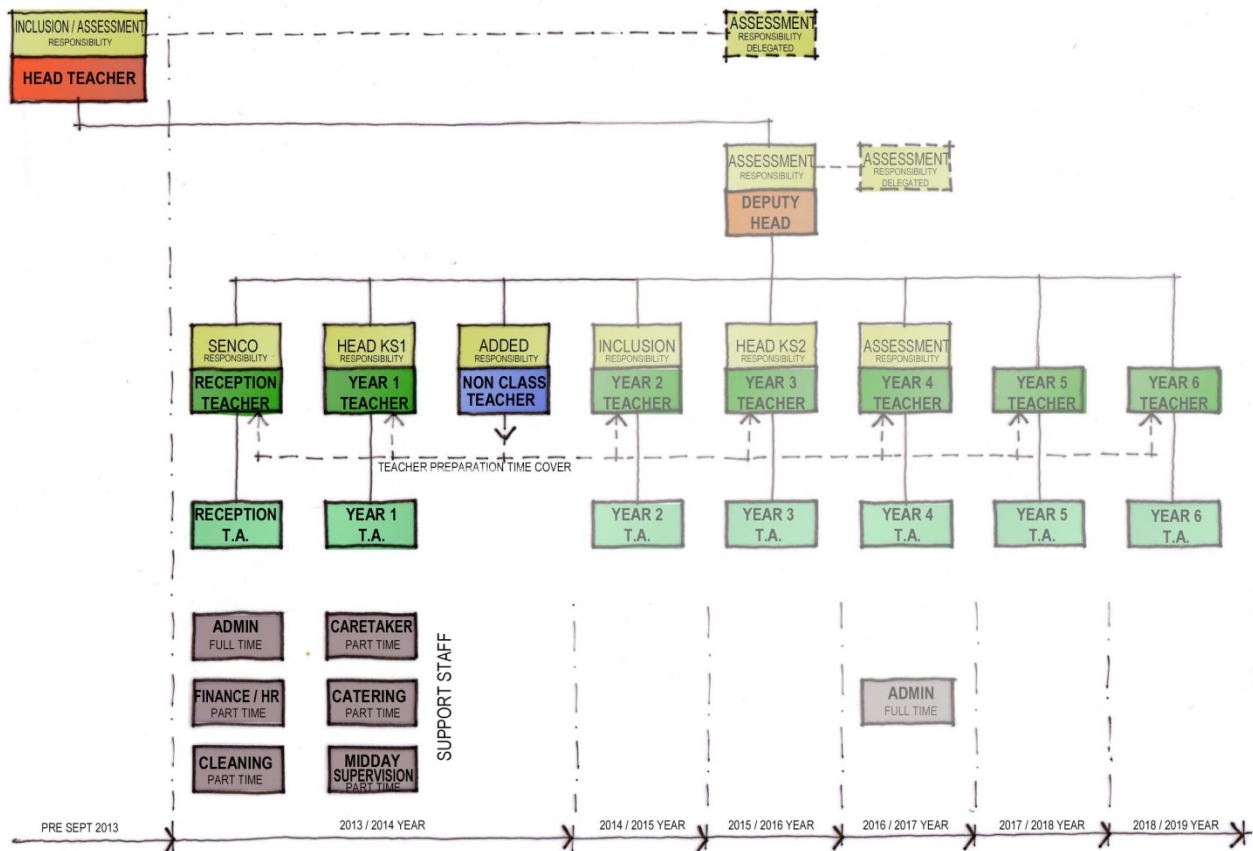 INCLUSION / ASSESSMENT
RESPONSIBILITY
HEAD TEACHER
ASSESSMENT
RESPONSIBILITY
DELEGATED
ASSESSMENT
RESPONSIBILITY
DEPUTY
HEAD
ASSESSMENT
RESPONSIBILITY
DELEGATED
SENCO
RESPONSIBILITY
RECEPTION
TEACHER
HEAD KS1
RESPONSIBILITY
YEAR 1
TEACHER
ADDED
RESPONSIBILITY
NON CLASS
TEACHER
INCLUSION
RESPONSIBILITY
YEAR 2
TEACHER
HEAD KS2
RESPONSIBILITY
YEAR 3
TEACHER
ASSESSMENT
RESPONSIBILITY
YEAR 4
TEACHER
YEAR 5
TEACHER
YEAR 6
TEACHER
TEACHER PREPARATION TIME COVER
RECEPTION
T.A.
YEAR 1
T.A.
YEAR 2
T.A.
YEAR 3
T.A.
YEAR 4
T.A.
YEAR 5
T.A.
YEAR 6
T.A.
ADMIN
FULL TIME
CARETAKER
PART TIME
FINANCE / HR
PART TIME
CATERING
PART TIME
CLEANING
PART TIME
MIDDAY
SUPERVISION
PART TIME
SUPPORT STAFF
ADMIN
FULL TIME
PRE SEPT 2013
2013 / 2014 YEAR
2014 / 2015 YEAR
2015 / 2016 YEAR
2016 / 2017 YEAR
2017 / 2018 YEAR
2018 / 2019 YEAR